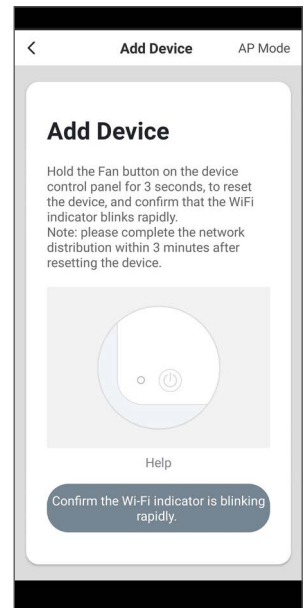 Add Device
AP Mode
Add Device
Hold the Fan button on the device
control panel for 3 seconds, to reset
the device, and confirm that the WiFi
indicator blinks rapidly.
Note: please complete the network
distribution within 3 minutes after
resetting the device.
Help
Confirm the Wi-Fi indicator is blinking
rapidly.